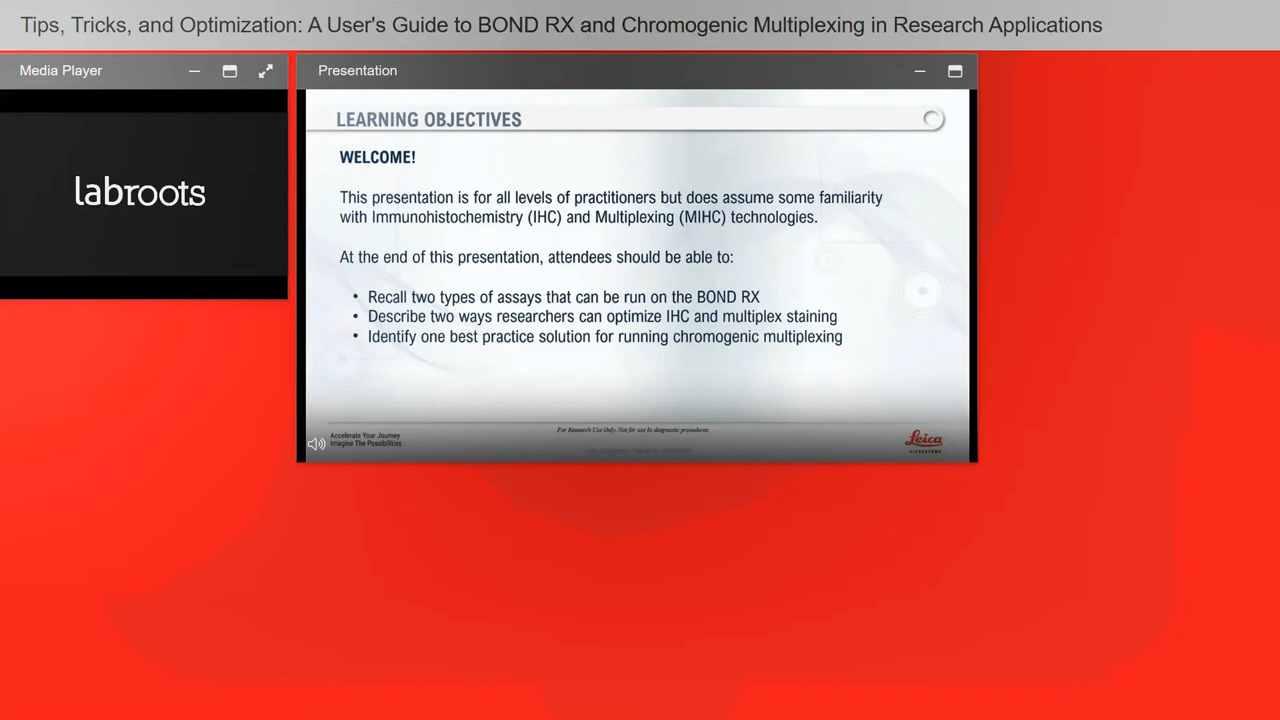 Tips, Tricks, and Optimization: A User's Guide to BOND RX and Chromogenic Multiplexing in Research Applications
Media Player
Presentation
labroots
LEARNING OBJECTIVES
WELCOME!
This presentation is for all levels of practitioners but does assume some familiarity
with Immunohistochemistry (IHC) and Multiplexing (MIHC) technologies.
At the end of this presentation, attendees should be able to:
• Recall two types of assays that can be run on the BOND RX
• Describe two ways researchers can optimize IHC and multiplex staining
• Identify one best practice solution for running chromogenic multiplexing
Accelerate Your Journey
Imagine The Possibilities
For Research Use Only. Not for use In diagnostic procedures.
Leica
BIOSYSTEMS